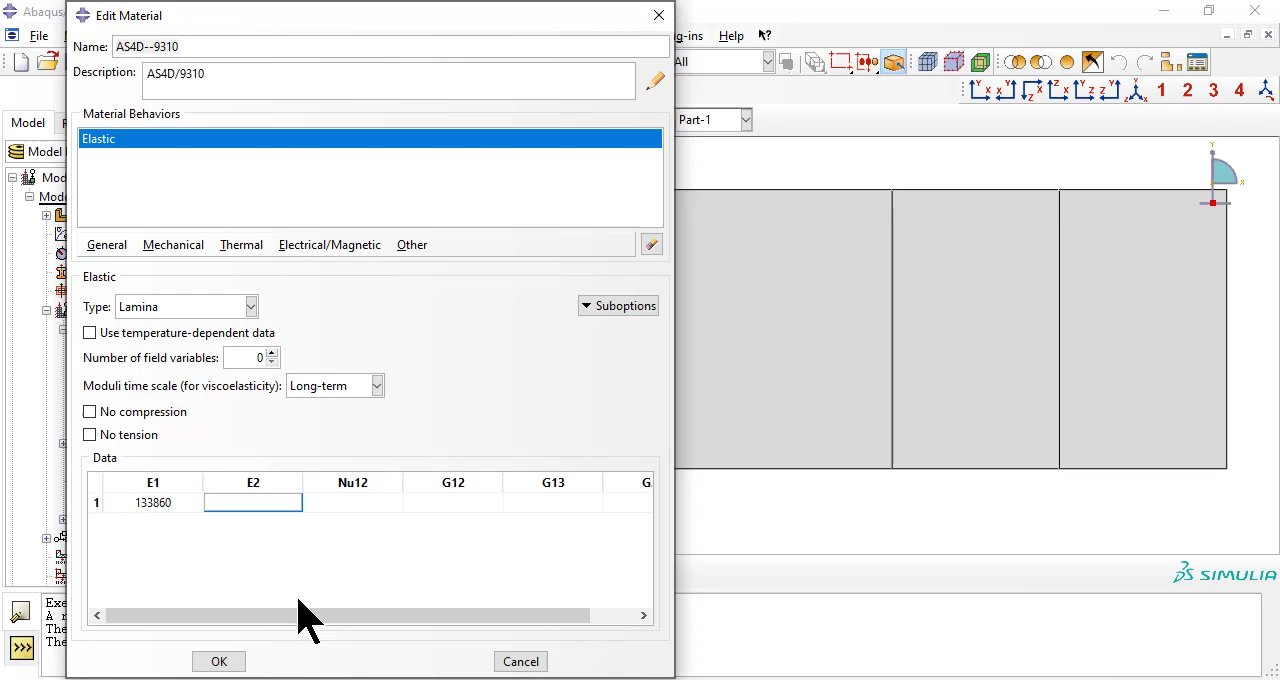 Abaqus/
Edit Material
File
g-ins Help
Name: AS4D--9310
Description: AS4D/9310
All
1 2 3 4
Model
Part-1
Material Behaviors
Elastic
Model
General Mechanical Thermal Electrical/Magnetic Other
Elastic
Type: Lamina
Suboptions
Use temperature-dependent data
Number of field variables: 0
Moduli time scale (for viscoelasticity): Long-term
No compression
No tension
Data
E1 E2 Nu12 G12 G13 G
1 133860
SIMULIA
OK Cancel